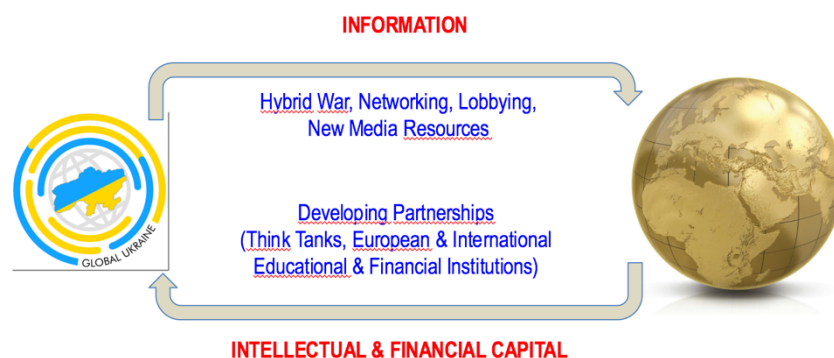 INFORMATION
Hybrid War, Networking, Lobbying,
New Media Resources
Developing Partnerships
(Think Tanks, European & International
Educational & Financial Institutions)
GLOBAL UKRAINE
INTELLECTUAL & FINANCIAL CAPITAL